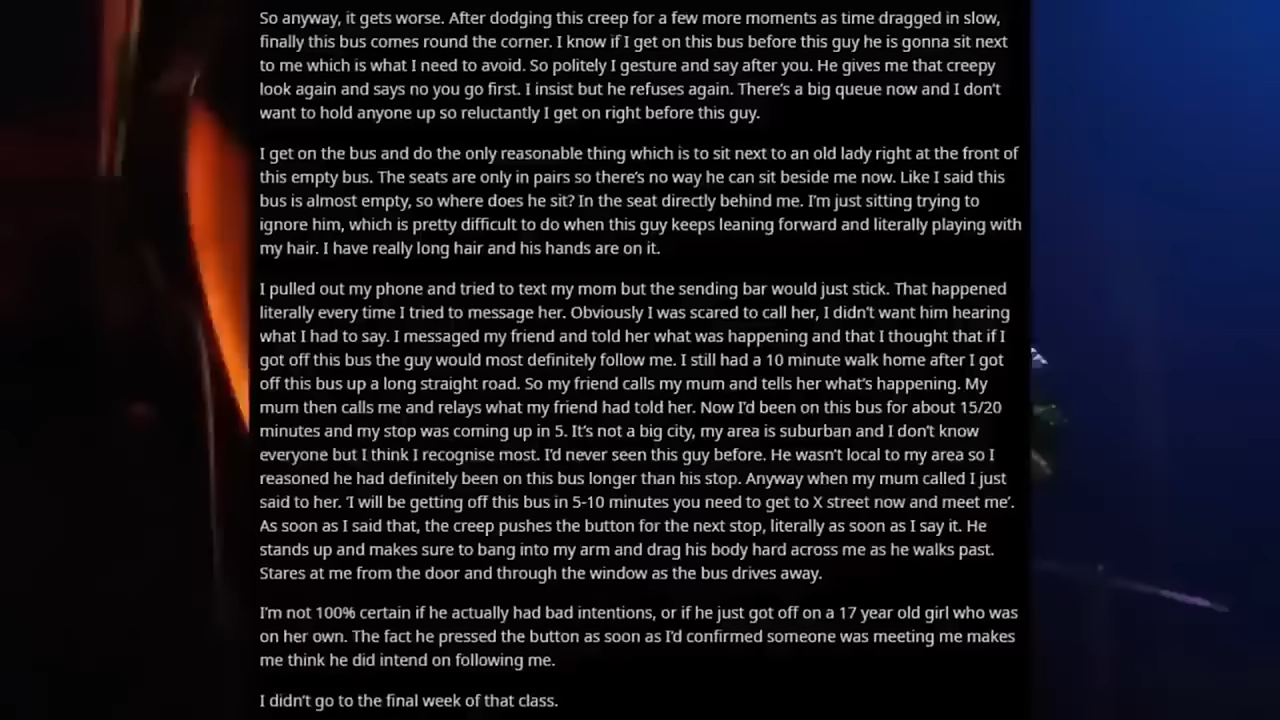 So anyway, it gets worse. After dodging this creep for a few more moments as time dragged in slow,
finally this bus comes round the corner. I know if I get on this bus before this guy he is gonna sit next
to me which is what I need to avoid. So politely I gesture and say after you. He gives me that creepy
look again and says no you go first. I insist but he refuses again. There's a big queue now and I don't
want to hold anyone up so reluctantly I get on right before this guy.
I get on the bus and do the only reasonable thing which is to sit next to an old lady right at the front of
this empty bus. The seats are only in pairs so there's no way he can sit beside me now. Like I said this
bus is almost empty, so where does he sit? In the seat directly behind me. I'm just sitting trying to
ignore him, which is pretty difficult to do when this guy keeps leaning forward and literally playing with
my hair. I have really long hair and his hands are on it.
I pulled out my phone and tried to text my mom but the sending bar would just stick. That happened
literally every time I tried to message her. Obviously I was scared to call her, I didn't want him hearing
what I had to say. I messaged my friend and told her what was happening and that I thought that if I
got off this bus the guy would most definitely follow me. I still had a 10 minute walk home after I got
off this bus up a long straight road. So my friend calls my mum and tells her what's happening. My
mum then calls me and relays what my friend had told her. Now I'd been on this bus for about 15/20
minutes and my stop was coming up in 5. It's not a big city, my area is suburban and I don't know
everyone but I think I recognise most. I'd never seen this guy before. He wasn't local to my area so I
reasoned he had definitely been on this bus longer than his stop. Anyway when my mum called I just
said to her. 'I will be getting off this bus in 5-10 minutes you need to get to X street now and meet me'.
As soon as I said that, the creep pushes the button for the next stop, literally as soon as I say it. He
stands up and makes sure to bang into my arm and drag his body hard across me as he walks past.
Stares at me from the door and through the window as the bus drives away.
I'm not 100% certain if he actually had bad intentions, or if he just got off on a 17 year old girl who was
on her own. The fact he pressed the button as soon as I'd confirmed someone was meeting me makes
me think he did intend on following me.
I didn't go to the final week of that class.